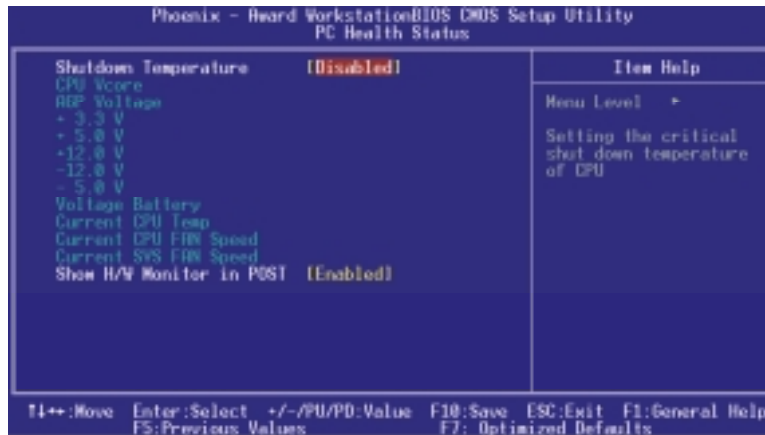 Phoenix - Award WorkstationBIOS CMOS Setup Utility
PC Health Status
Shutdown Temperature [Disabled]
CPU Vcore
AGP Voltage
+ 3.3 V
+ 5.0 V
+12.0 V
-12.0 V
- 5.0 V
Voltage Battery
Current CPU Temp
Current CPU FAN Speed
Current SYS FAN Speed
Show H/W Monitor in POST [Enabled]
Item Help
Menu Level ►
Setting the critical
shut down temperature
of CPU
↑↓→←:Move Enter:Select +/-/PU/PD:Value F10:Save ESC:Exit F1:General Help
F5:Previous Values F7: Optimized Defaults